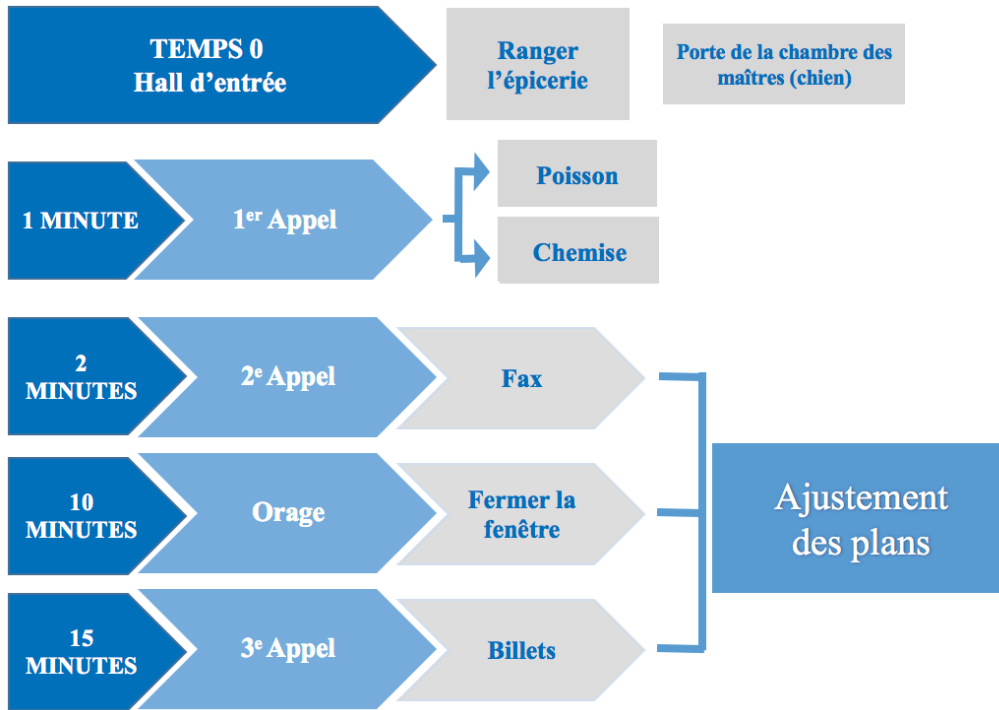 TEMPS 0
Hall d’entrée
Ranger
l’épicerie
Porte de la chambre des
maîtres (chien)
1 MINUTE
1er Appel
Poisson
Chemise
2
MINUTES
2e Appel
Fax
10
MINUTES
Orage
Fermer la
fenêtre
Ajustement
des plans
15
MINUTES
3e Appel
Billets